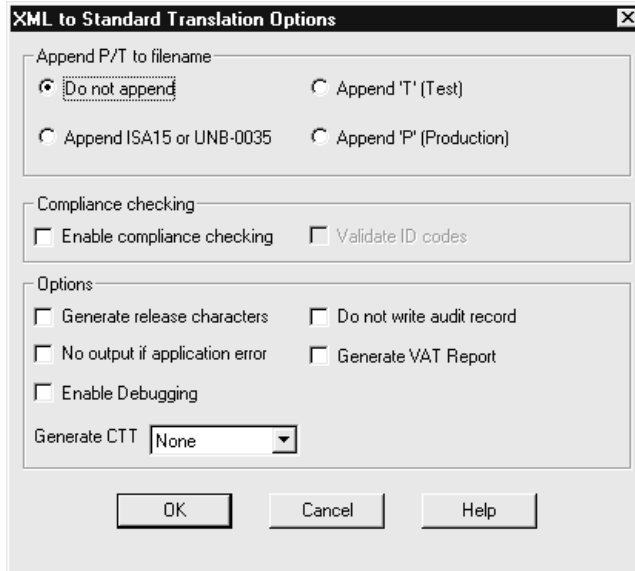 XML to Standard Translation Options
Append P/T to filename
Do not append
Append 'T' (Test)
Append ISA15 or UNB-0035
Append 'P' (Production)
Compliance checking
Enable compliance checking
Validate ID codes
Options
Generate release characters
Do not write audit record
No output if application error
Generate VAT Report
Enable Debugging
Generate CTT None
OK Cancel Help